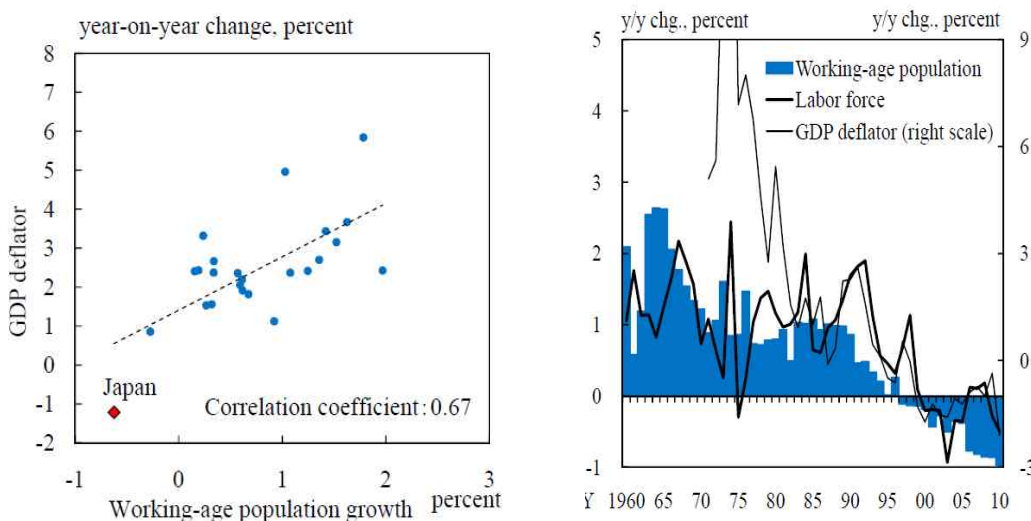 year-on-year change, percent
8
7
6
5
4
3
2
1
0
-1
-2
GDP deflator
Japan
Correlation coefficient : 0.67
-1 0 1 2 3
Working-age population growth percent
y/y chg., percent y/y chg., percent
5
4
3
2
1
0
-1
9
6
3
0
-3
Working-age population
Labor force
GDP deflator (right scale)
Y 1960 65 70 75 80 85 90 95 00 05 10